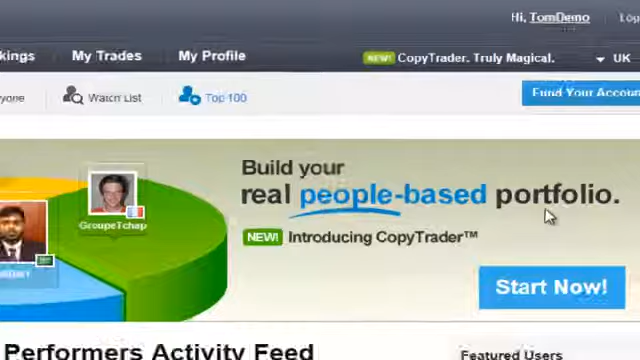 Hi, TomDemo
kings My Trades My Profile NEW! CopyTrader. Truly Magical. UK
yone Watch List Top 100 Fund Your Accoun
Build your
real people-based portfolio.
GroupeTchap
NEW! Introducing CopyTrader™
Start Now!
Performers Activity Feed
Featured Users